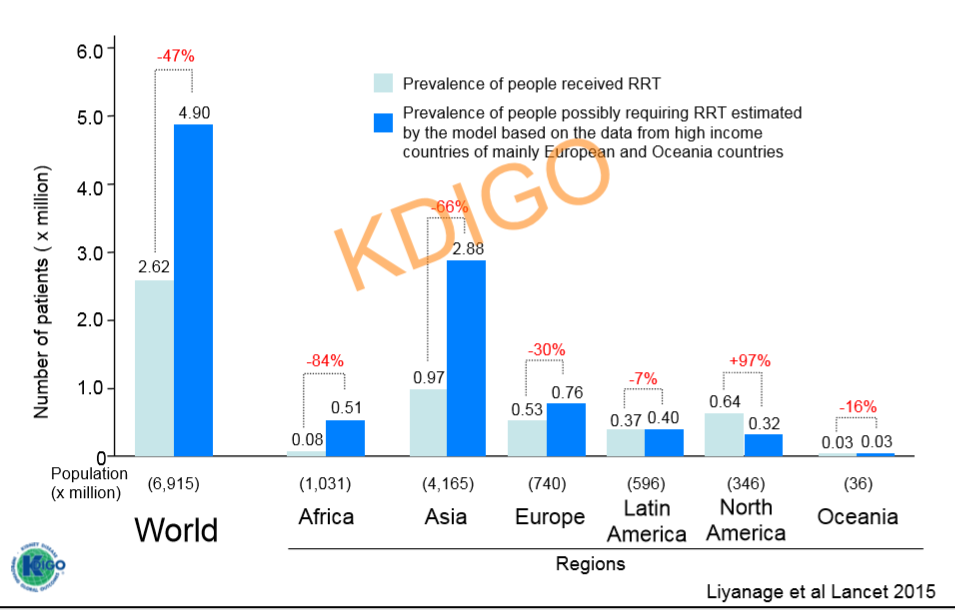 6.0
5.0
4.0
3.0
2.0
1.0
0
Number of patients ( x million)
Prevalence of people received RRT
Prevalence of people possibly requiring RRT estimated
by the model based on the data from high income
countries of mainly European and Oceania countries
KDIGO
-47%
2.62
4.90
-84%
0.08
0.51
-66%
0.97
2.88
-30%
0.53
0.76
-7%
0.37
0.40
+97%
0.64
0.32
-16%
0.03
0.03
Population
(x million)
(6,915)
(1,031)
(4,165)
(740)
(596)
(346)
(36)
World
Africa
Asia
Europe
Latin
America
North
America
Oceania
Regions
KDIGO
Liyanage et al Lancet 2015